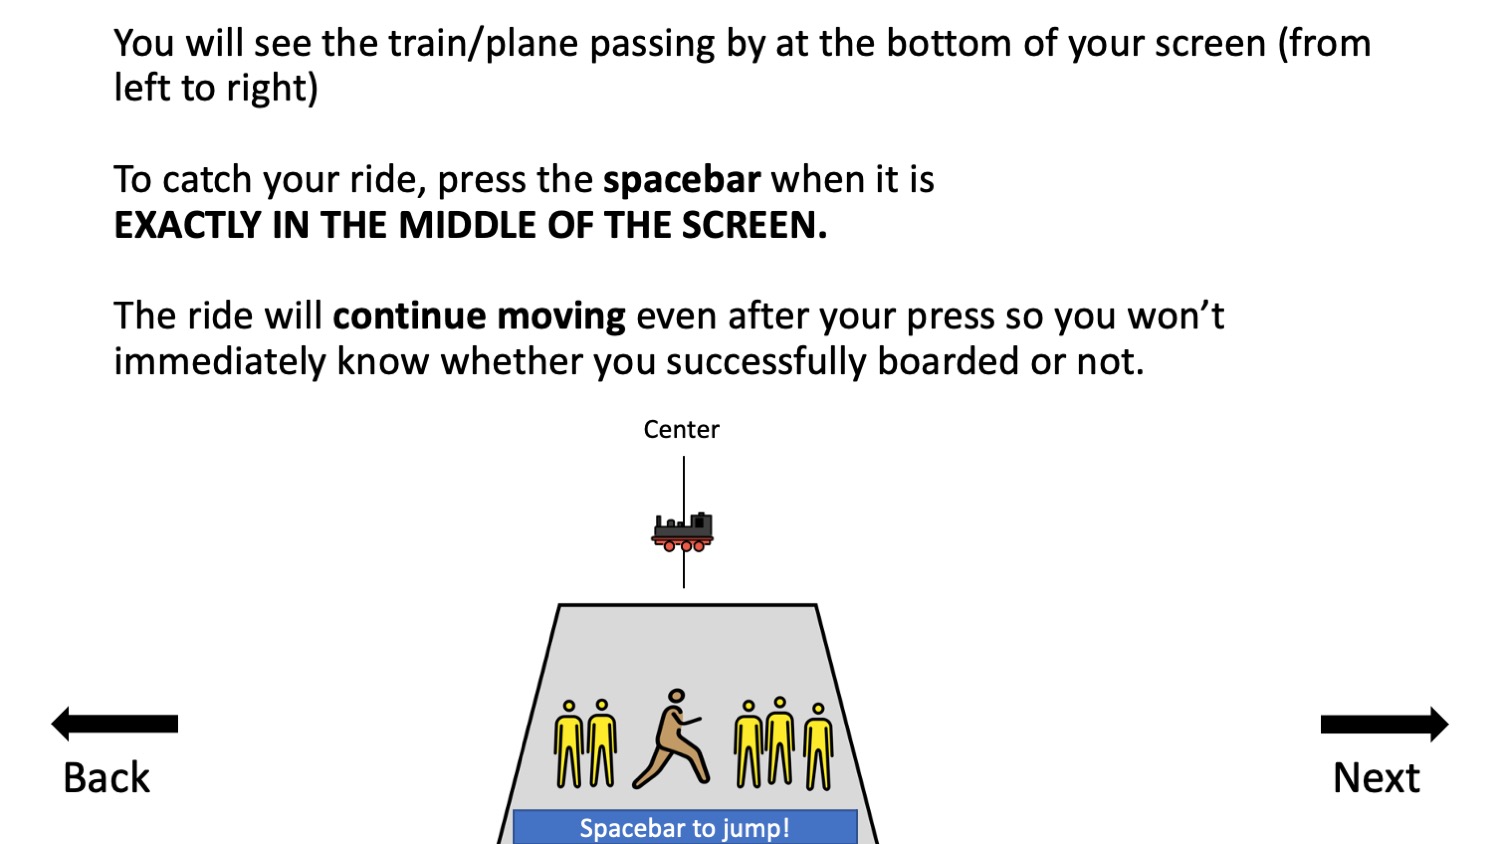 You will see the train/plane passing by at the bottom of your screen (from
left to right)
To catch your ride, press the spacebar when it is
EXACTLY IN THE MIDDLE OF THE SCREEN.
The ride will continue moving even after your press so you won’t
immediately know whether you successfully boarded or not.
Center
Back
Next
Spacebar to jump!